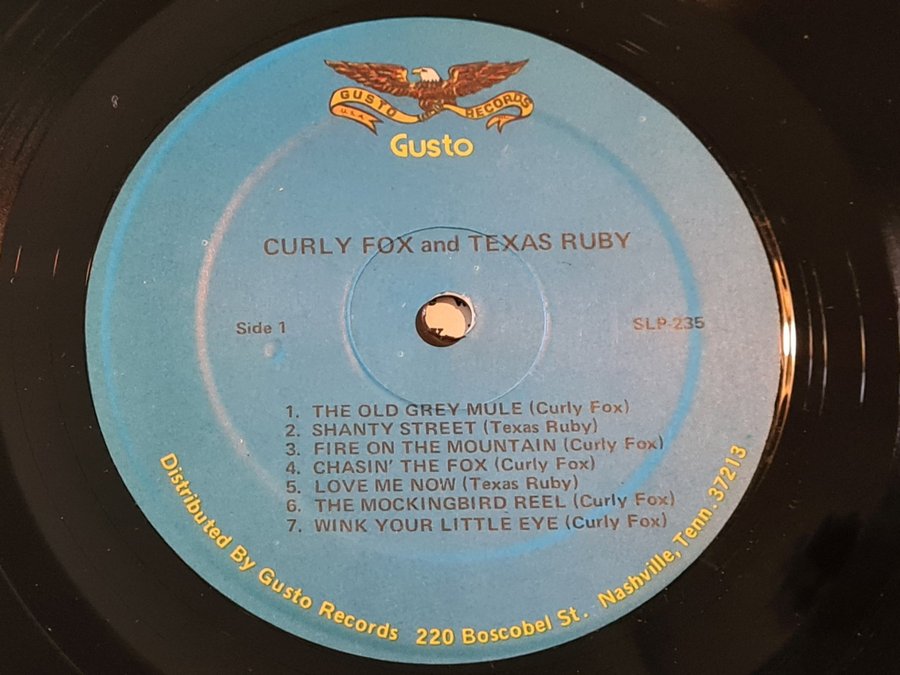 GUSTO RECORDS
U.S.A.
Gusto
CURLY FOX and TEXAS RUBY
Side 1
SLP-235
1. THE OLD GREY MULE (Curly Fox)
2. SHANTY STREET (Texas Ruby)
3. FIRE ON THE MOUNTAIN (Curly Fox)
4. CHASIN' THE FOX (Curly Fox)
5. LOVE ME NOW (Texas Ruby)
6. THE MOCKINGBIRD REEL (Curly Fox)
7. WINK YOUR LITTLE EYE (Curly Fox)
Distributed By Gusto Records 220 Boscobel St. Nashville, Tenn. 37213